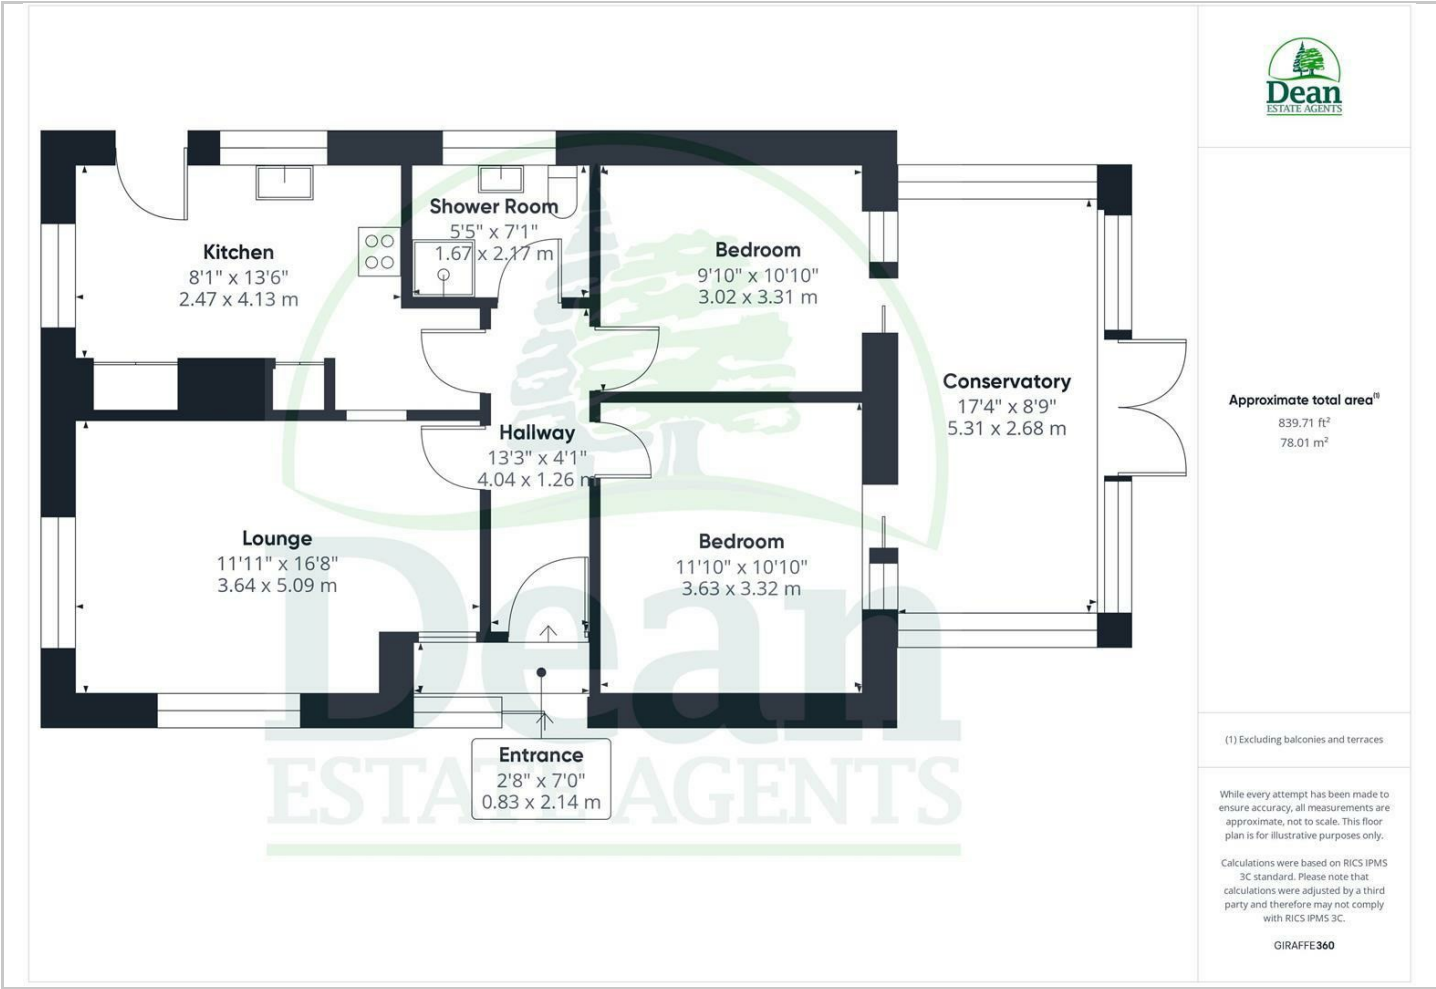 Dean
ESTATE AGENTS
Kitchen
8'1" x 13'6"
2.47 x 4.13 m
Shower Room
5'5" x 7'1"
1.67 x 2.17 m
Bedroom
9'10" x 10'10"
3.02 x 3.31 m
Conservatory
17'4" x 8'9"
5.31 x 2.68 m
Hallway
13'3" x 4'1"
4.04 x 1.26 m
Lounge
11'11" x 16'8"
3.64 x 5.09 m
Bedroom
11'10" x 10'10"
3.63 x 3.32 m
Entrance
2'8" x 7'0"
0.83 x 2.14 m
Dean
ESTATE AGENTS
Approximate total area(1)
839.71 ft²
78.01 m²
(1) Excluding balconies and terraces
While every attempt has been made to
ensure accuracy, all measurements are
approximate, not to scale. This floor
plan is for illustrative purposes only.
Calculations were based on RICS IPMS
3C standard. Please note that
calculations were adjusted by a third
party and therefore may not comply
with RICS IPMS 3C.
GIRAFFE360